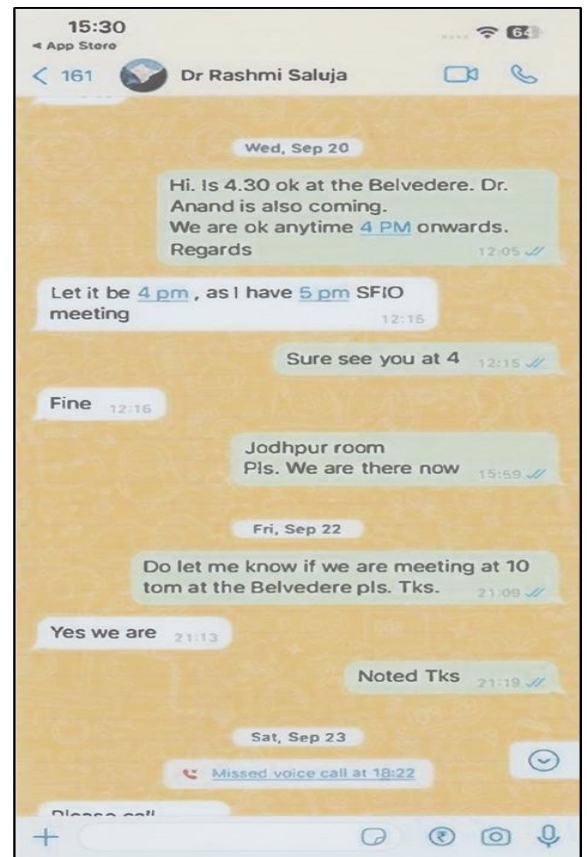 15:30
64
◄ App Store
161 Dr Rashmi Saluja
Wed, Sep 20
Hi. Is 4.30 ok at the Belvedere. Dr.
Anand is also coming.
We are ok anytime 4 PM onwards.
Regards 12:05
Let it be 4 pm , as I have 5 pm SFIO
meeting
12:15
Sure see you at 4 12:15
Fine 12:16
Jodhpur room
Pls. We are there now 15:59
Fri, Sep 22
Do let me know if we are meeting at 10
tom at the Belvedere pls. Tks. 21:09
Yes we are 21:13
Noted Tks 21:19
Sat, Sep 23
Missed voice call at 18:22
Please call